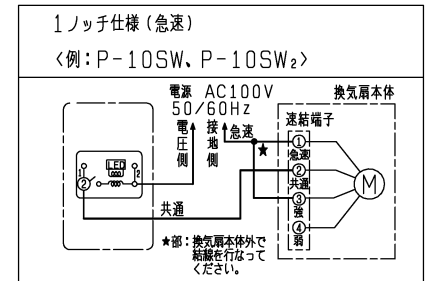 1ノッチ仕様(急速)
〈例:P-10SW、P-10SW₂〉
電源 AC100V
50/60Hz
換気扇本体
電圧側
接地側
急速
★
速結端子
① 急速
② 共通
③ 強
④ 弱
M
LED
1
2
2
共通
★部:換気扇本体外で
結線を行なって
ください。